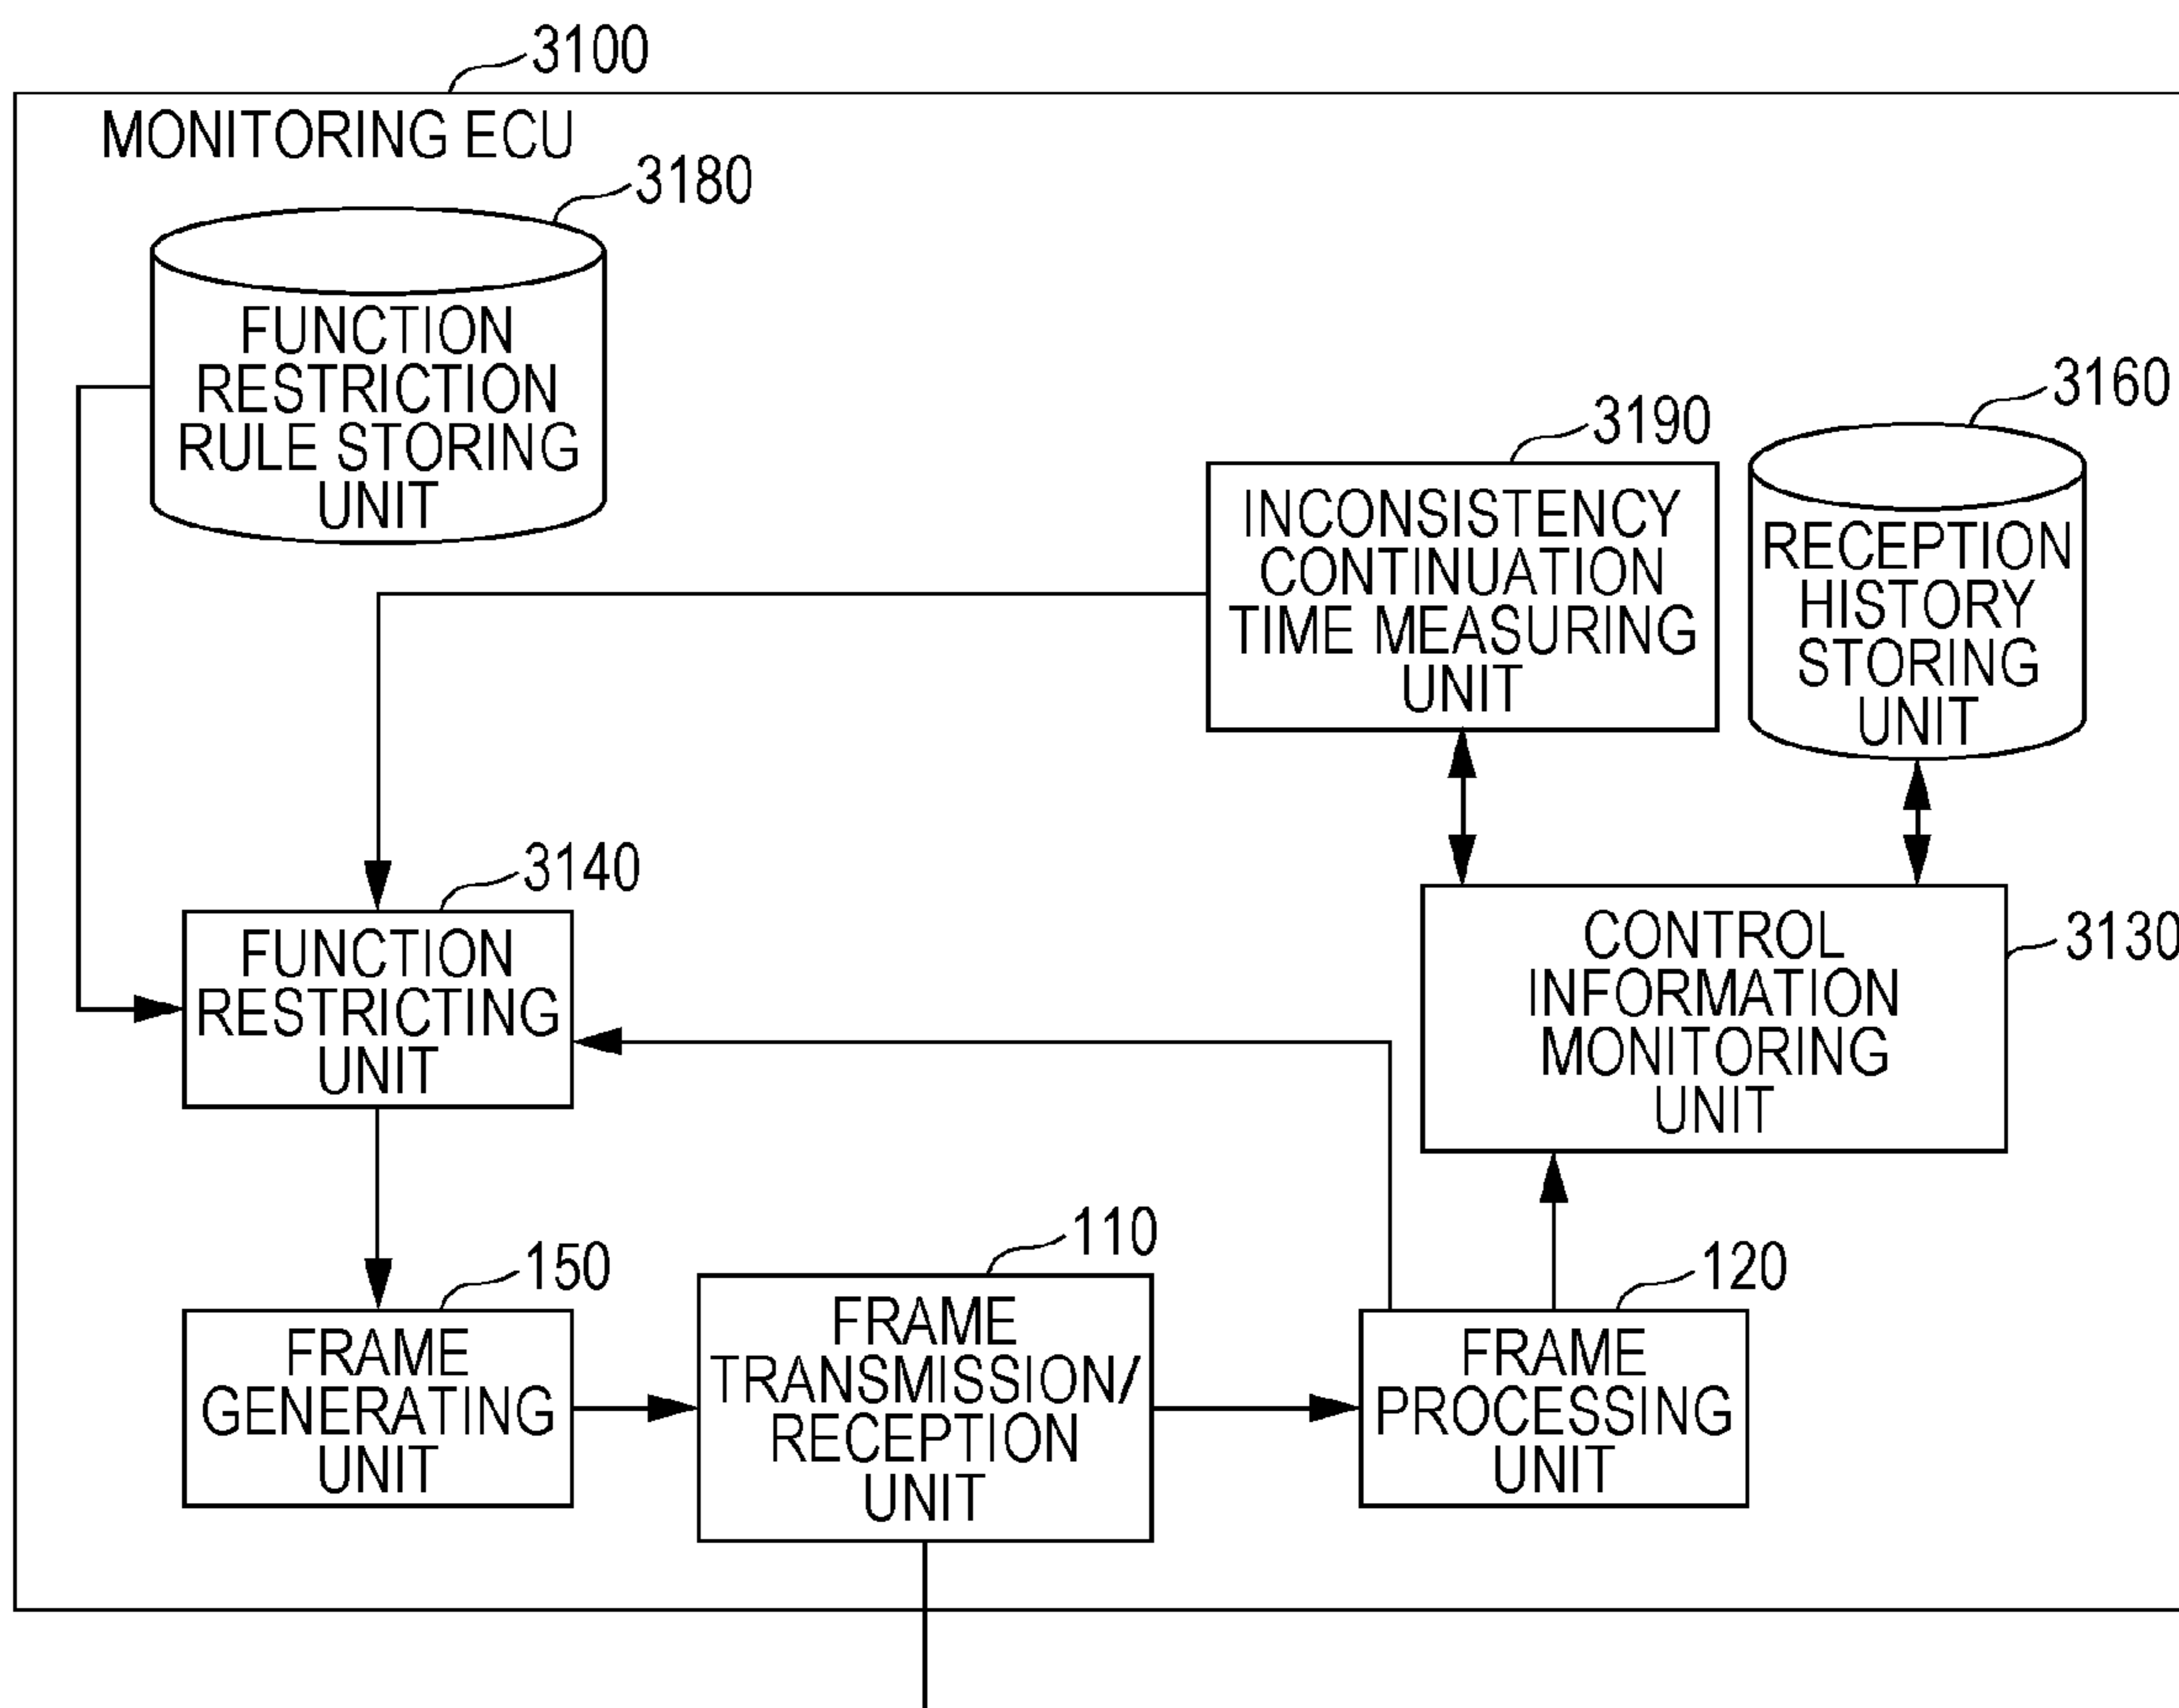 3100
MONITORING ECU
3180
FUNCTION
RESTRICTION
RULE STORING
UNIT
3190
INCONSISTENCY
CONTINUATION
TIME MEASURING
UNIT
3160
RECEPTION
HISTORY
STORING
UNIT
3140
FUNCTION
RESTRICTING
UNIT
3130
CONTROL
INFORMATION
MONITORING
UNIT
150
FRAME
GENERATING
UNIT
110
FRAME
TRANSMISSION/
RECEPTION
UNIT
120
FRAME
PROCESSING
UNIT